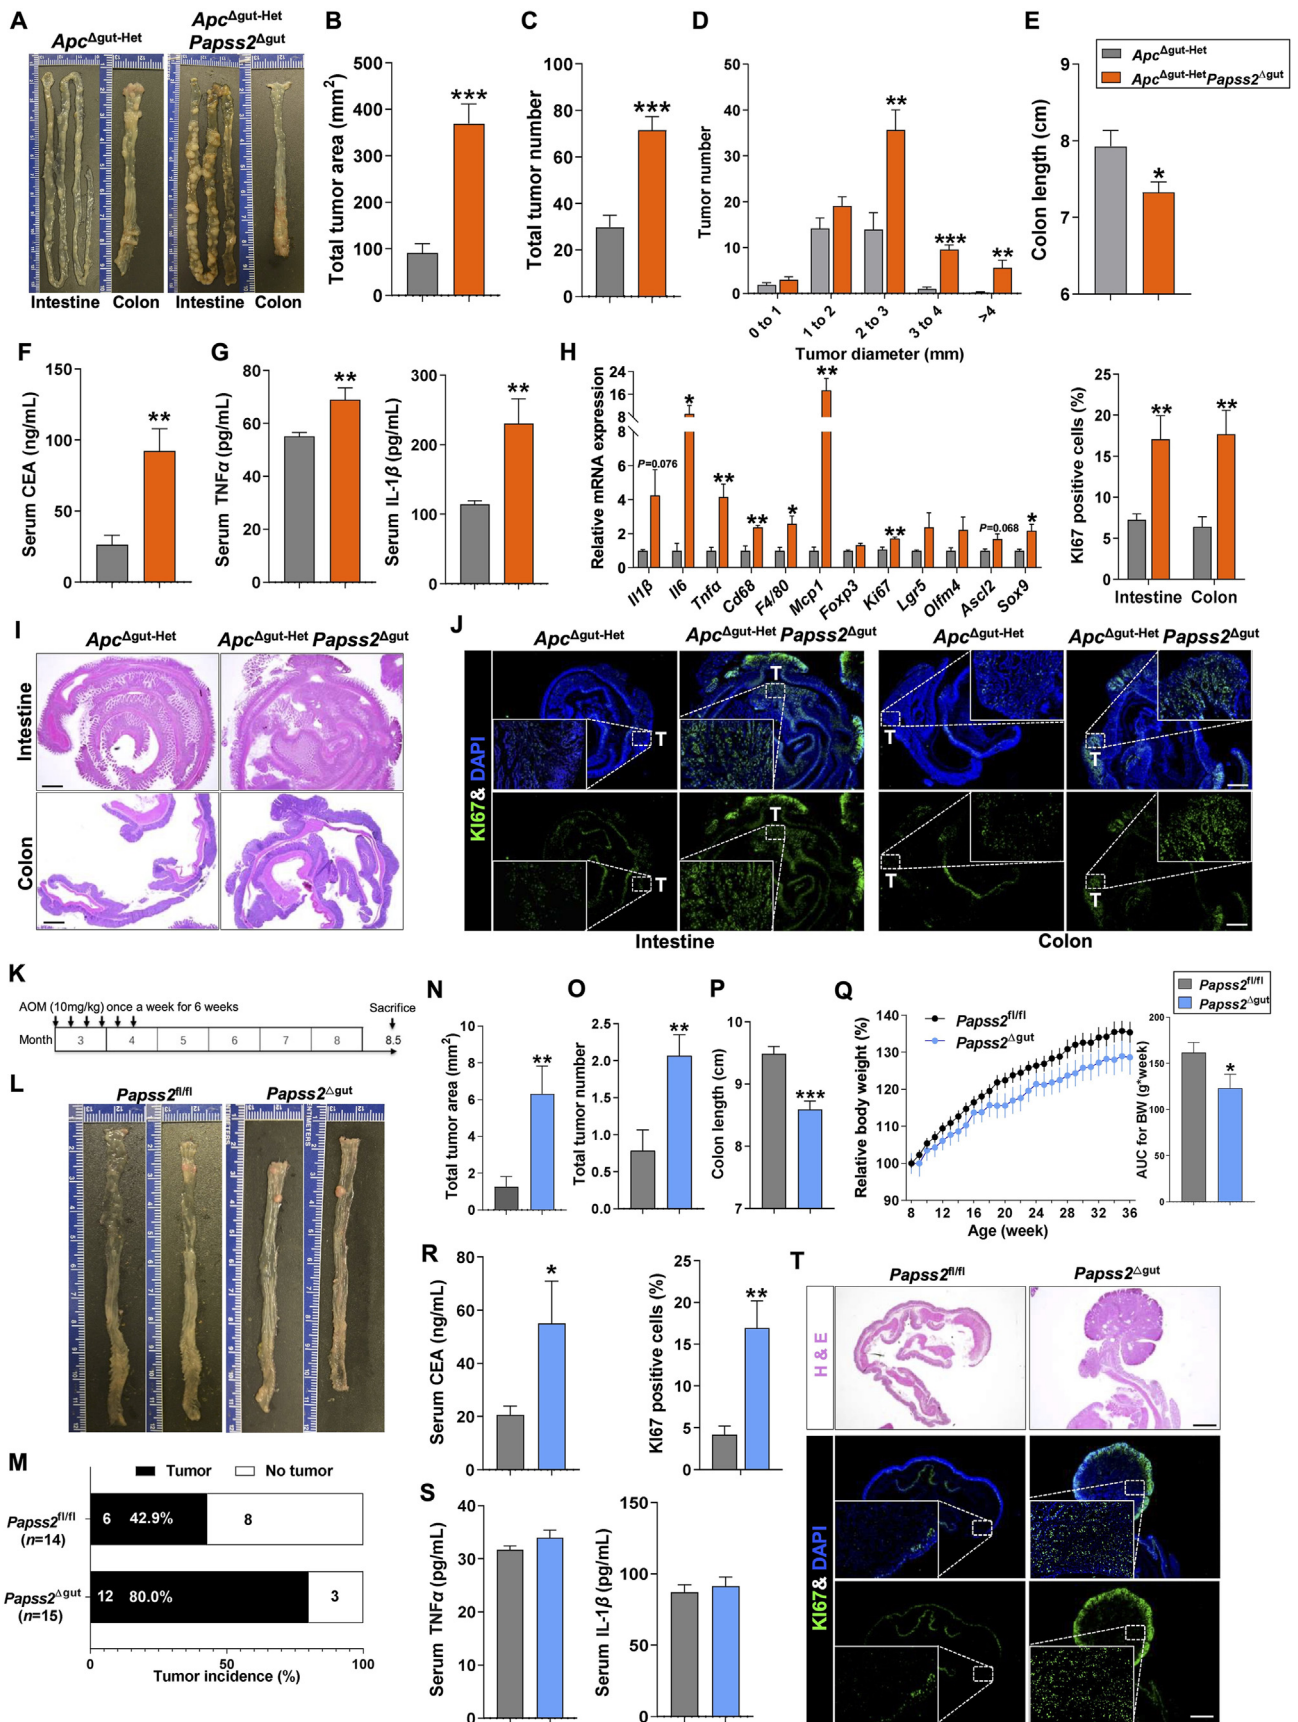 A
Apc^Δgut-Het
Apc^Δgut-Het
Papss2^Δgut
Intestine Colon Intestine Colon
B
Total tumor area (mm²)
500
400
300
200
100
0
***
C
Total tumor number
100
80
60
40
20
0
***
D
Tumor number
50
40
30
20
10
0
**
***
**
0 to 1
1 to 2
2 to 3
3 to 4
>4
Tumor diameter (mm)
E
Apc^Δgut-Het
Apc^Δgut-Het Papss2^Δgut
Colon length (cm)
9
8
7
6
*
F
Serum CEA (ng/mL)
150
100
50
0
**
G
Serum TNFα (pg/mL)
80
60
40
20
0
**
Serum IL-1β (pg/mL)
300
200
100
0
**
H
Relative mRNA expression
24
16
8
8
6
4
2
0
P=0.076
*
**
**
*
**
**
P=0.068
*
Il1β
Il6
Tnfα
Cd68
F4/80
Mcp1
Foxp3
Ki67
Lgr5
Olfm4
Ascl2
Sox9
KI67 positive cells (%)
25
20
15
10
5
0
**
**
Intestine Colon
I
Apc^Δgut-Het
Apc^Δgut-Het Papss2^Δgut
Intestine
Colon
J
Apc^Δgut-Het
Apc^Δgut-Het Papss2^Δgut
Apc^Δgut-Het
Apc^Δgut-Het Papss2^Δgut
KI67& DAPI
T
T
T
T
T
T
T
T
Intestine
Colon
K
AOM (10mg/kg) once a week for 6 weeks
Sacrifice
Month 3 4 5 6 7 8 8.5
L
Papss2^fl/fl
Papss2^△gut
M
Tumor No tumor
Papss2^fl/fl
(n=14)
6 42.9% 8
Papss2^Δgut
(n=15)
12 80.0% 3
0 50 100
Tumor incidence (%)
N
Total tumor area (mm²)
10
8
6
4
2
0
**
O
Total tumor number
2.5
2.0
1.5
1.0
0.5
0.0
**
P
Colon length (cm)
10
9
8
7
***
Q
Relative body weight (%)
140
130
120
110
100
90
Papss2^fl/fl
Papss2^△gut
8 12 16 20 24 28 32 36
Age (week)
Papss2^fl/fl
Papss2^△gut
AUC for BW (g*week)
200
150
100
50
0
*
R
Serum CEA (ng/mL)
80
60
40
20
0
*
KI67 positive cells (%)
25
20
15
10
5
0
**
S
Serum TNFα (pg/mL)
40
30
20
10
0
Serum IL-1β (pg/mL)
150
100
50
0
T
Papss2^fl/fl
Papss2^△gut
H & E
KI67& DAPI